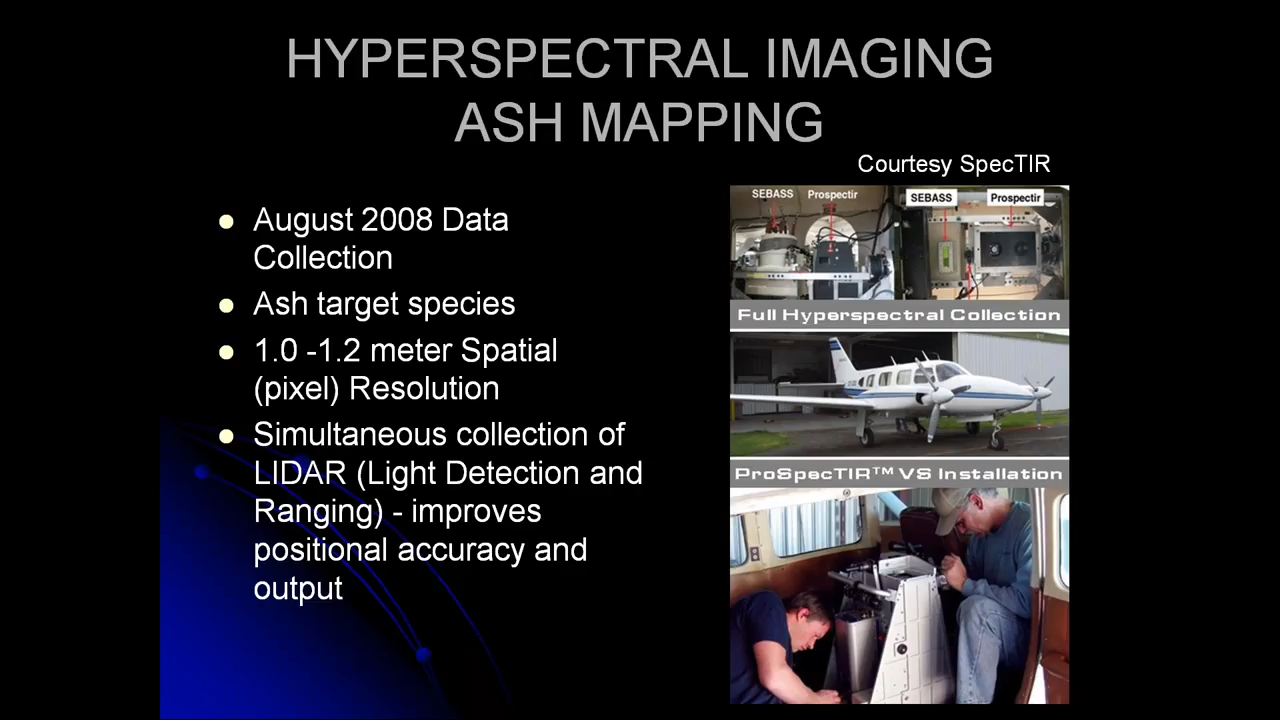 HYPERSPECTRAL IMAGING
ASH MAPPING
Courtesy SpecTIR
August 2008 Data
Collection
Ash target species
1.0 -1.2 meter Spatial
(pixel) Resolution
Simultaneous collection of
LIDAR (Light Detection and
Ranging) - improves
positional accuracy and
output
SEBASS Prospectir SEBASS Prospectir
Full Hyperspectral Collection
ProSpecTIR™ VS Installation